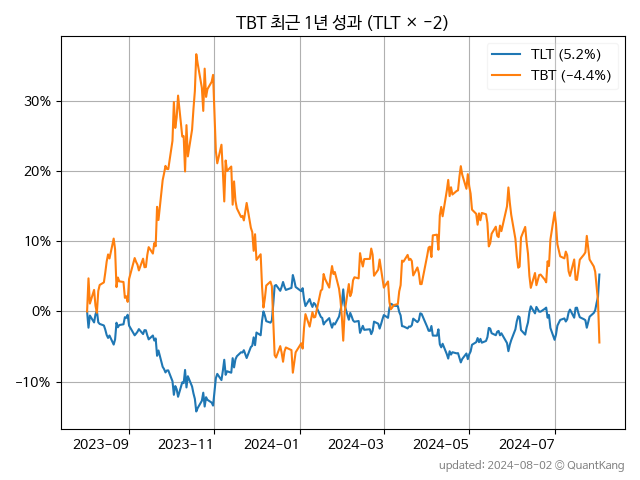 TBT 최근 1년 성과 (TLT × −2)
TLT (5.2%)
TBT (−4.4%)
30%
20%
10%
0%
−10%
2023−09
2023−11
2024−01
2024−03
2024−05
2024−07
updated: 2024−08−02 © QuantKang